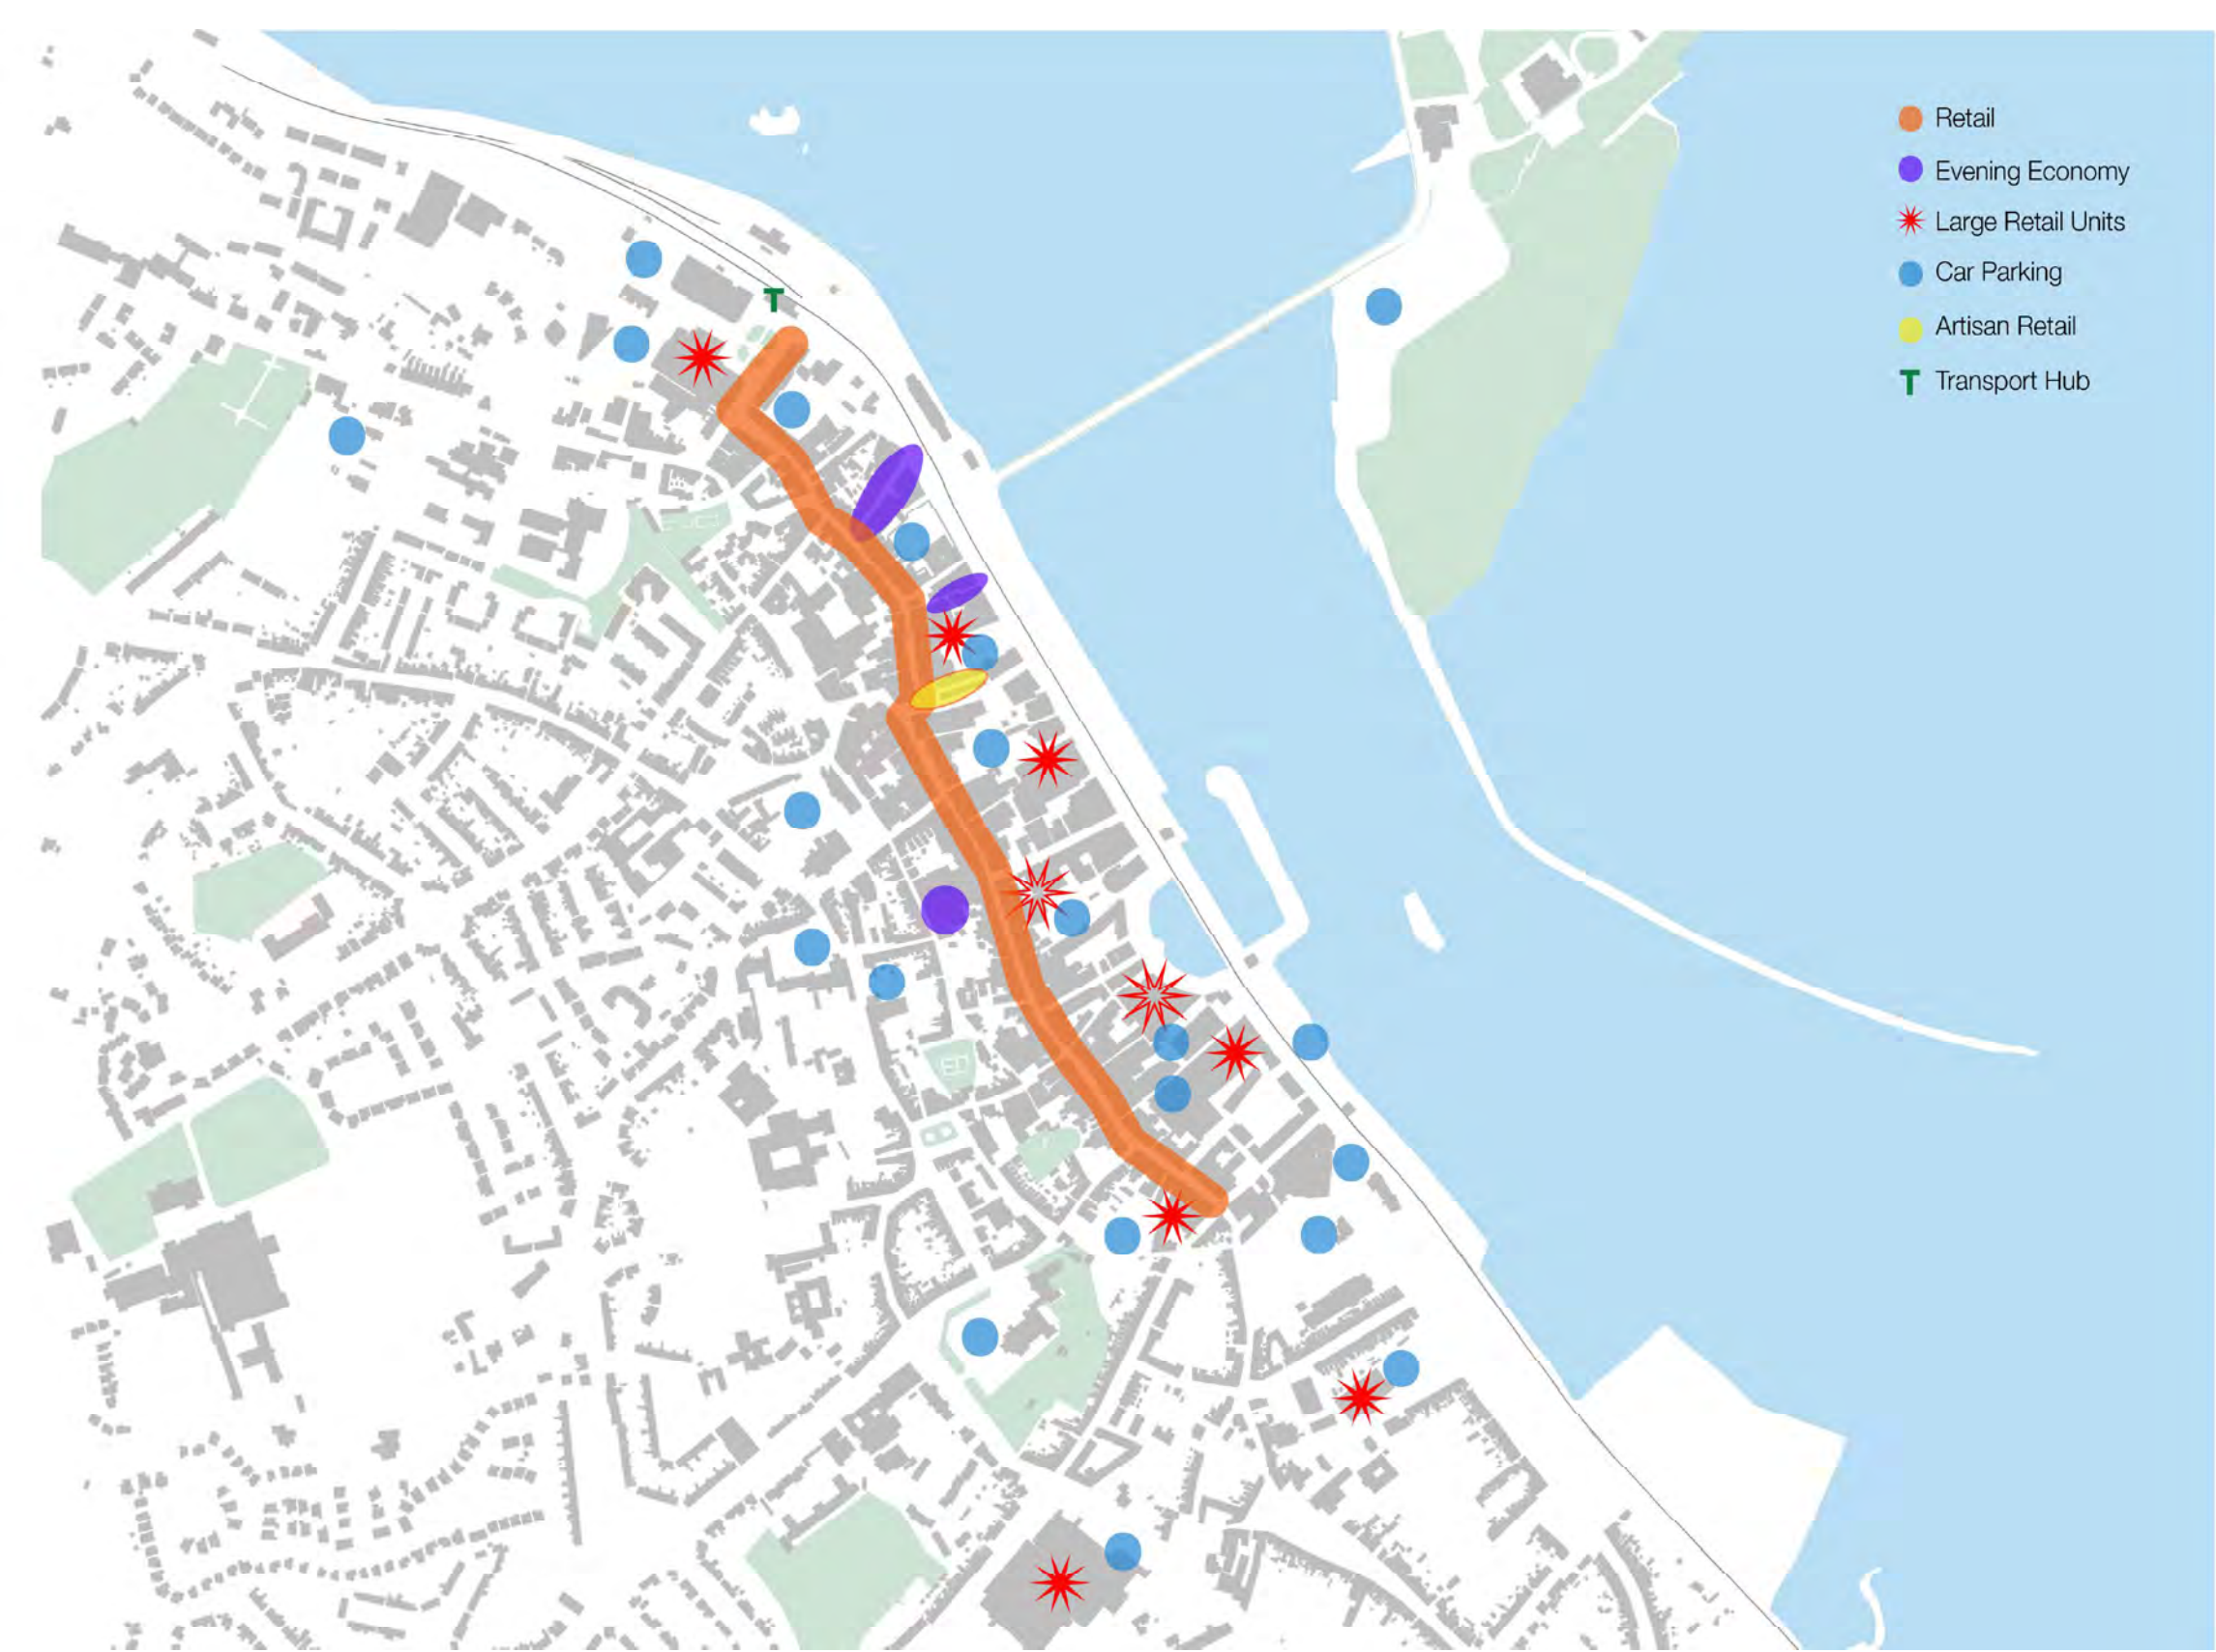 Retail
Evening Economy
Large Retail Units
Car Parking
Artisan Retail
T Transport Hub
T